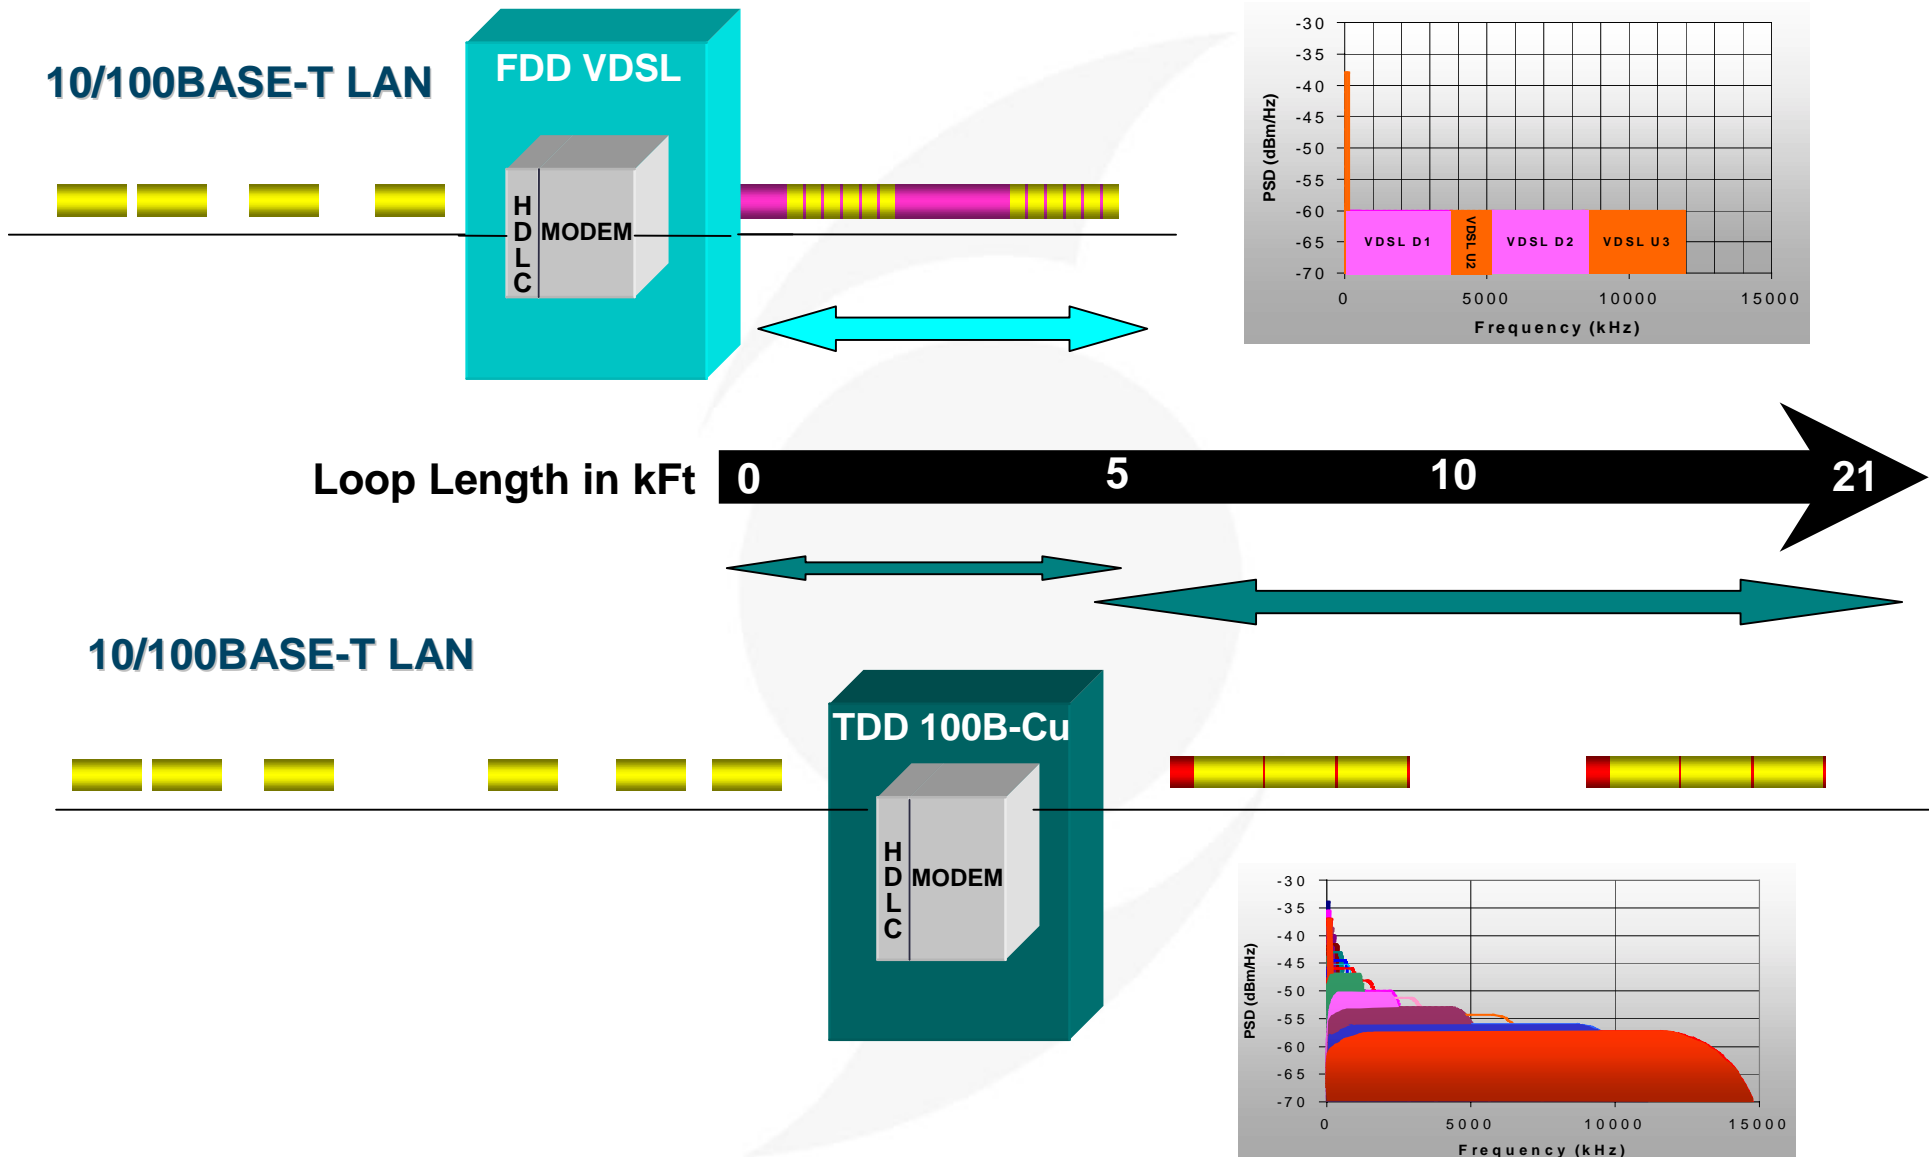 10/100BASE-T LAN
FDD VDSL
HDLC
MODEM
-30
-35
-40
-45
-50
-55
-60
-65
-70
PSD (dBm/Hz)
VDSL D1
VDSL U2
VDSL D2
VDSL U3
0 5000 10000 15000
Frequency (kHz)
Loop Length in kFt 0 5 10 21
10/100BASE-T LAN
TDD 100B-Cu
HDLC
MODEM
-30
-35
-40
-45
-50
-55
-60
-65
-70
PSD (dBm/Hz)
0 5000 10000 15000
Frequency (kHz)